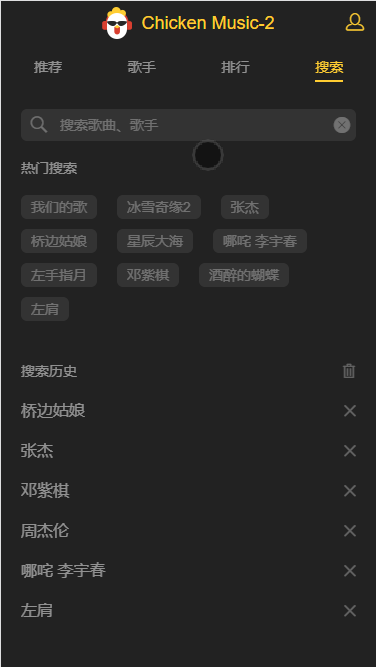 Chicken Music-2
推荐 歌手 排行 搜索
搜索歌曲、歌手
热门搜索
我们的歌 冰雪奇缘2 张杰
桥边姑娘 星辰大海 哪咤 李宇春
左手指月 邓紫棋 酒醉的蝴蝶
左肩
搜索历史
桥边姑娘
张杰
邓紫棋
周杰伦
哪咤 李宇春
左肩